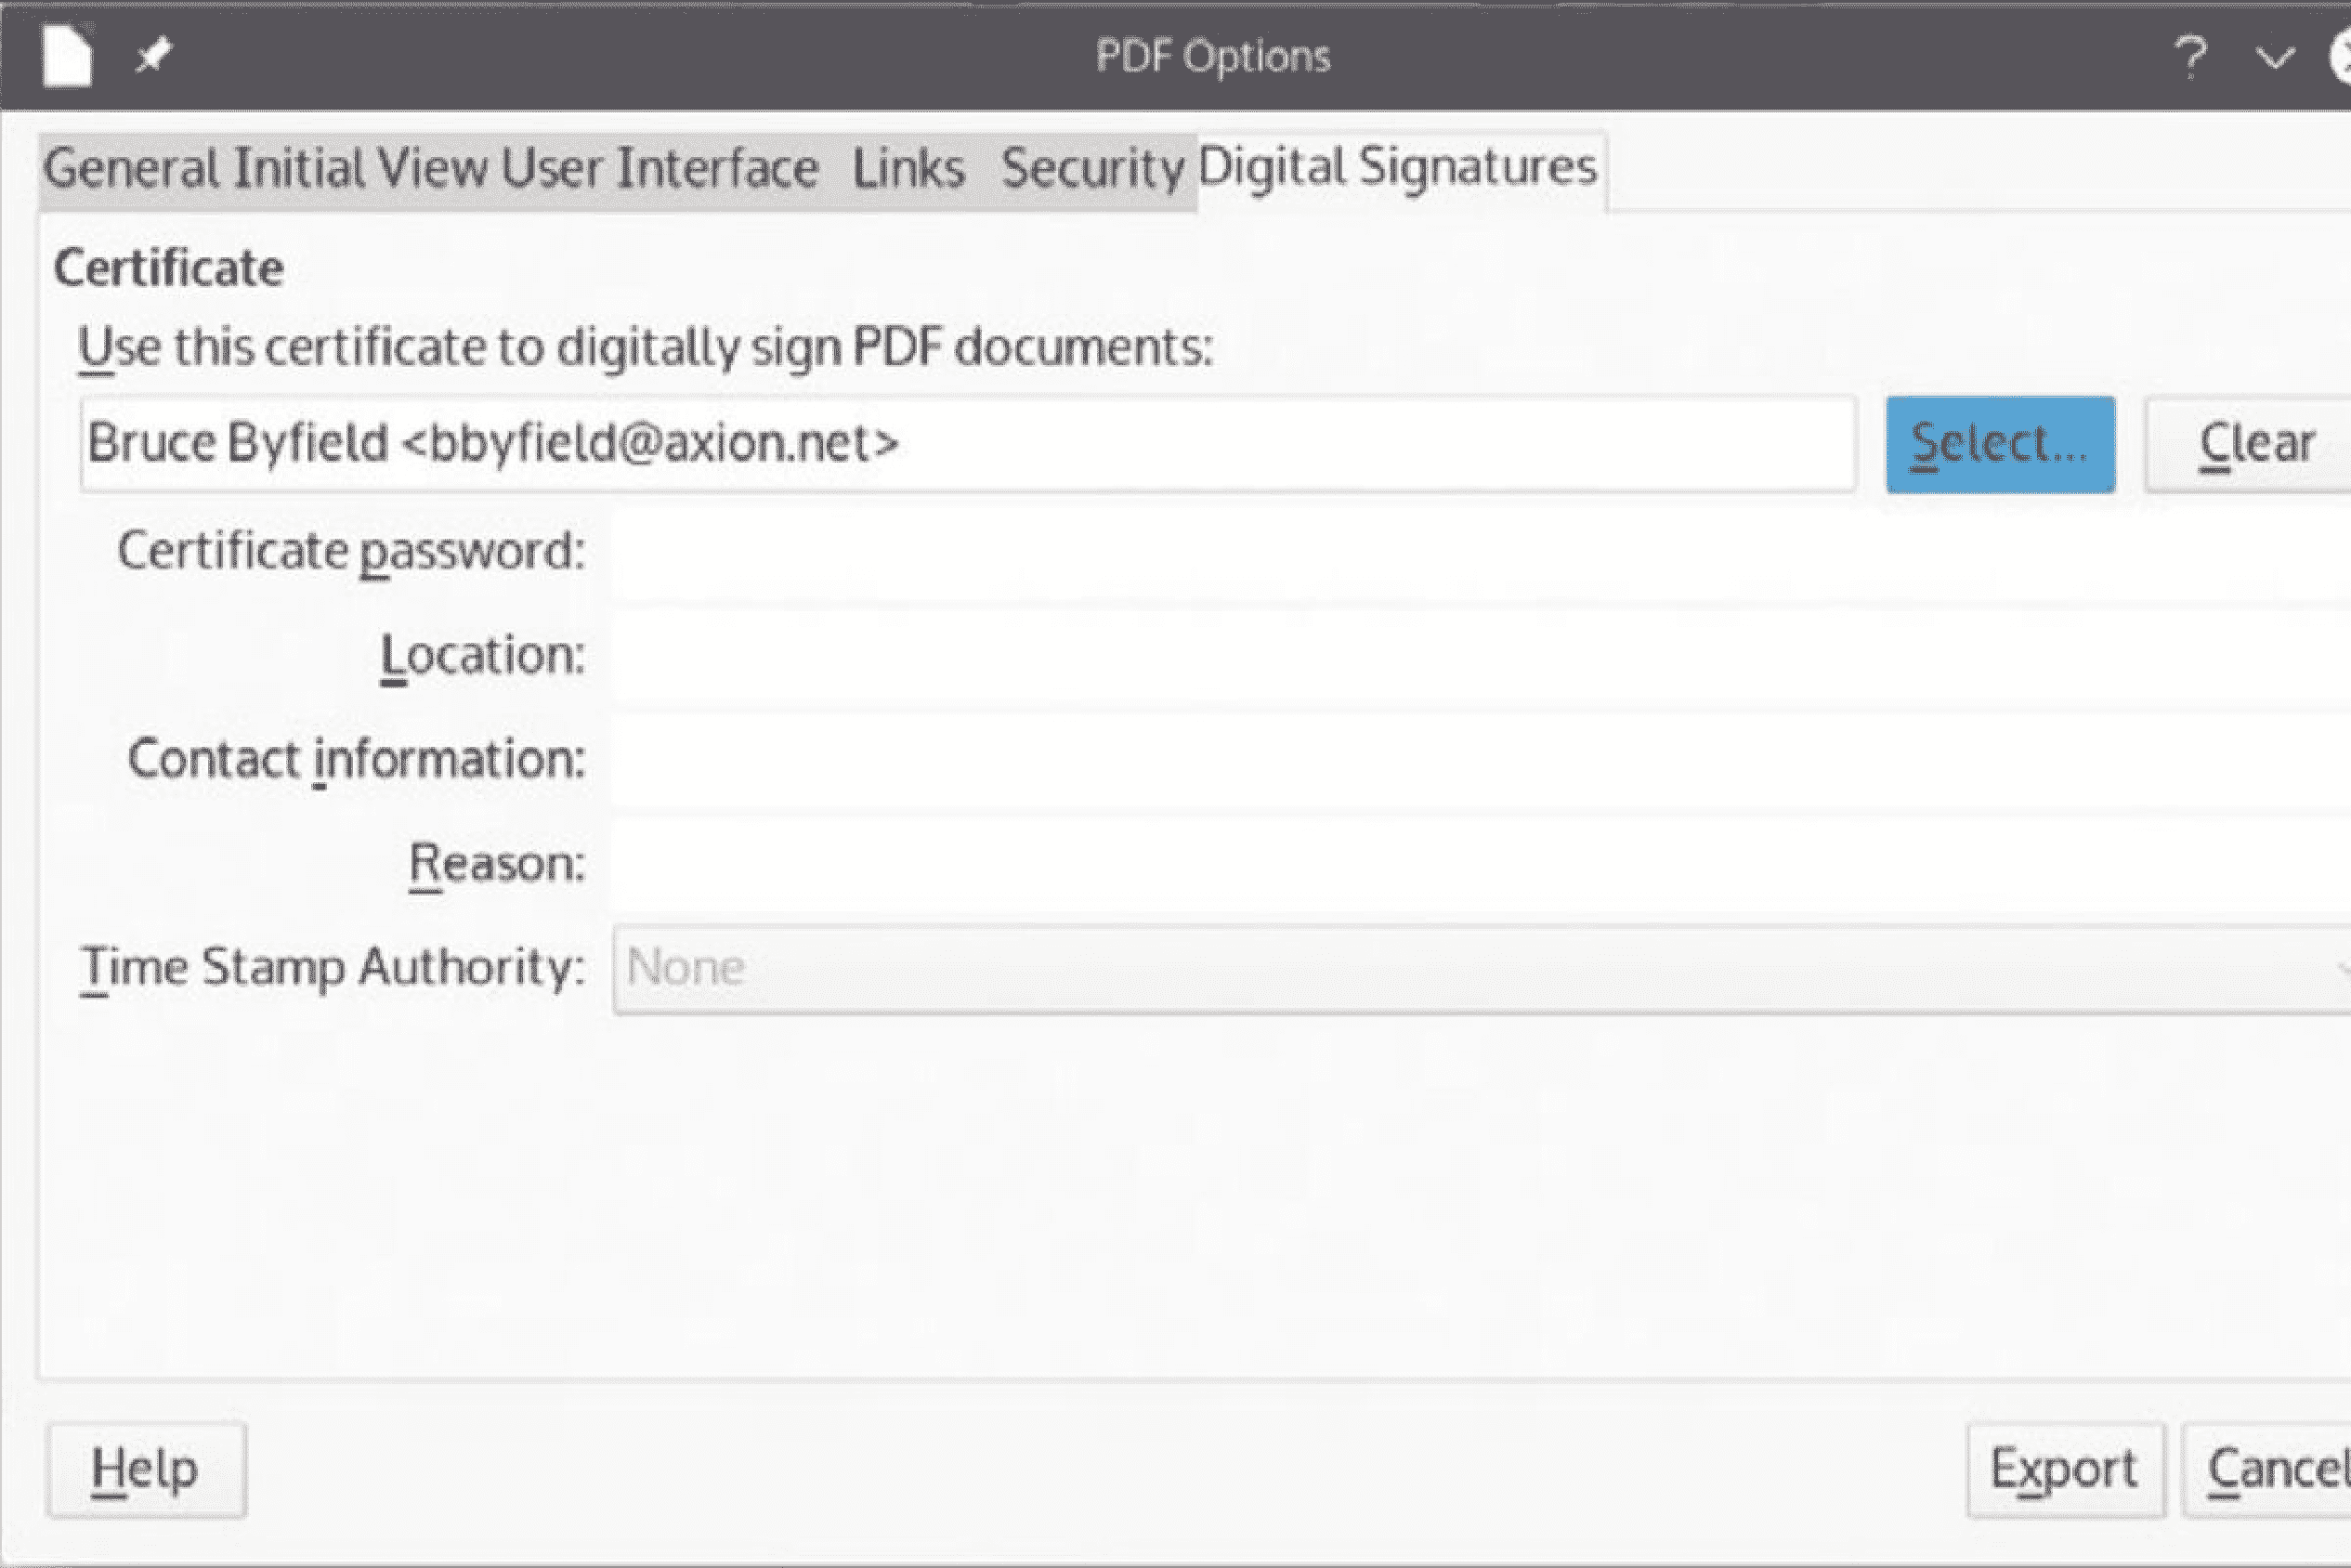 PDF Options
General Initial View User Interface Links Security Digital Signatures
Certificate
Use this certificate to digitally sign PDF documents:
Bruce Byfield <bbyfield@axion.net> Select... Clear
Certificate password:
Location:
Contact information:
Reason:
Time Stamp Authority: None
Help Export Cancel